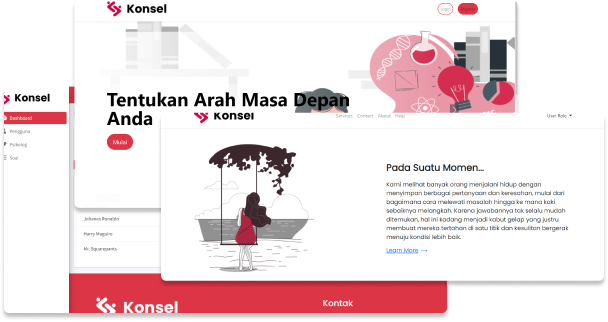 Konsel
Login
Tentukan Arah Masa Depan
Anda
Mulai
Konsel
Dashboard
Pengguna
Psikolog
Soal
Johanes Ronaldo
Harry Maguire
Mr. Squarepants
Konsel
Kontak
Konsel
Services Contact About Help
User Role
Pada Suatu Momen...
Kami melihat banyak orang menjalani hidup dengan
menyimpan berbagai pertanyaan dan keresahan, mulai dari
bagaimana cara melewati masalah hingga ke mana kaki
sebaiknya melangkah. Karena jawabannya tak selalu mudah
ditemukan, hal ini kadang menjadi kabut gelap yang justru
membuat mereka tertahan di satu titik dan kesulitan bergerak
menuju kondisi lebih baik.
Learn More →